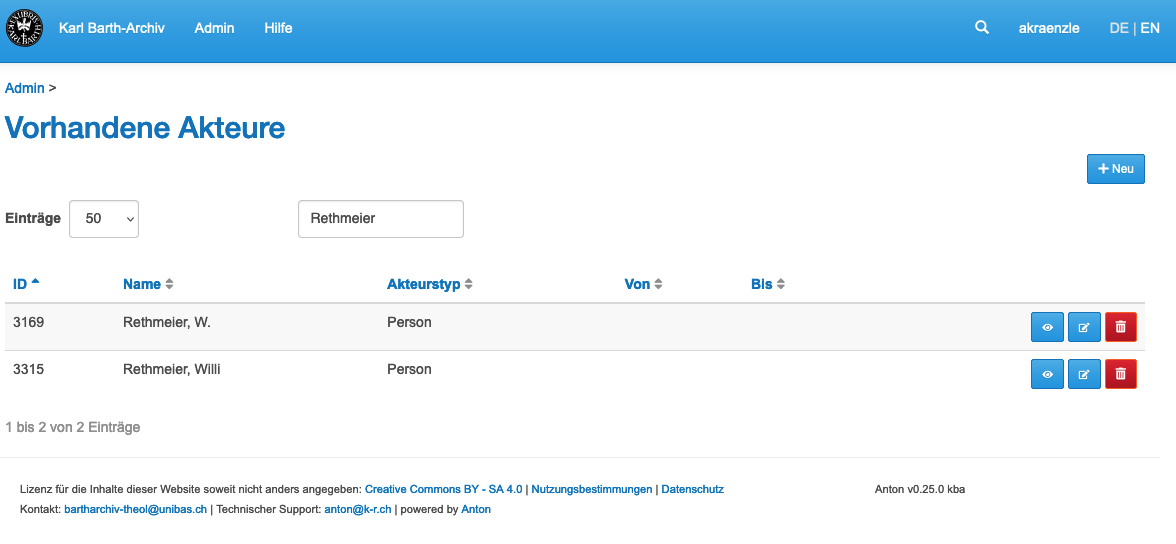 Karl Barth-Archiv Admin Hilfe akraenzle DE | EN
Admin >
Vorhandene Akteure
Neu
Einträge 50 Rethmeier
ID Name Akteurstyp Von Bis
3169 Rethmeier, W. Person
3315 Rethmeier, Willi Person
1 bis 2 von 2 Einträge
Lizenz für die Inhalte dieser Website soweit nicht anders angegeben: Creative Commons BY - SA 4.0 | Nutzungsbestimmungen | Datenschutz Anton v0.25.0 kba
Kontakt: bartharchiv-theol@unibas.ch | Technischer Support: anton@k-r.ch | powered by Anton